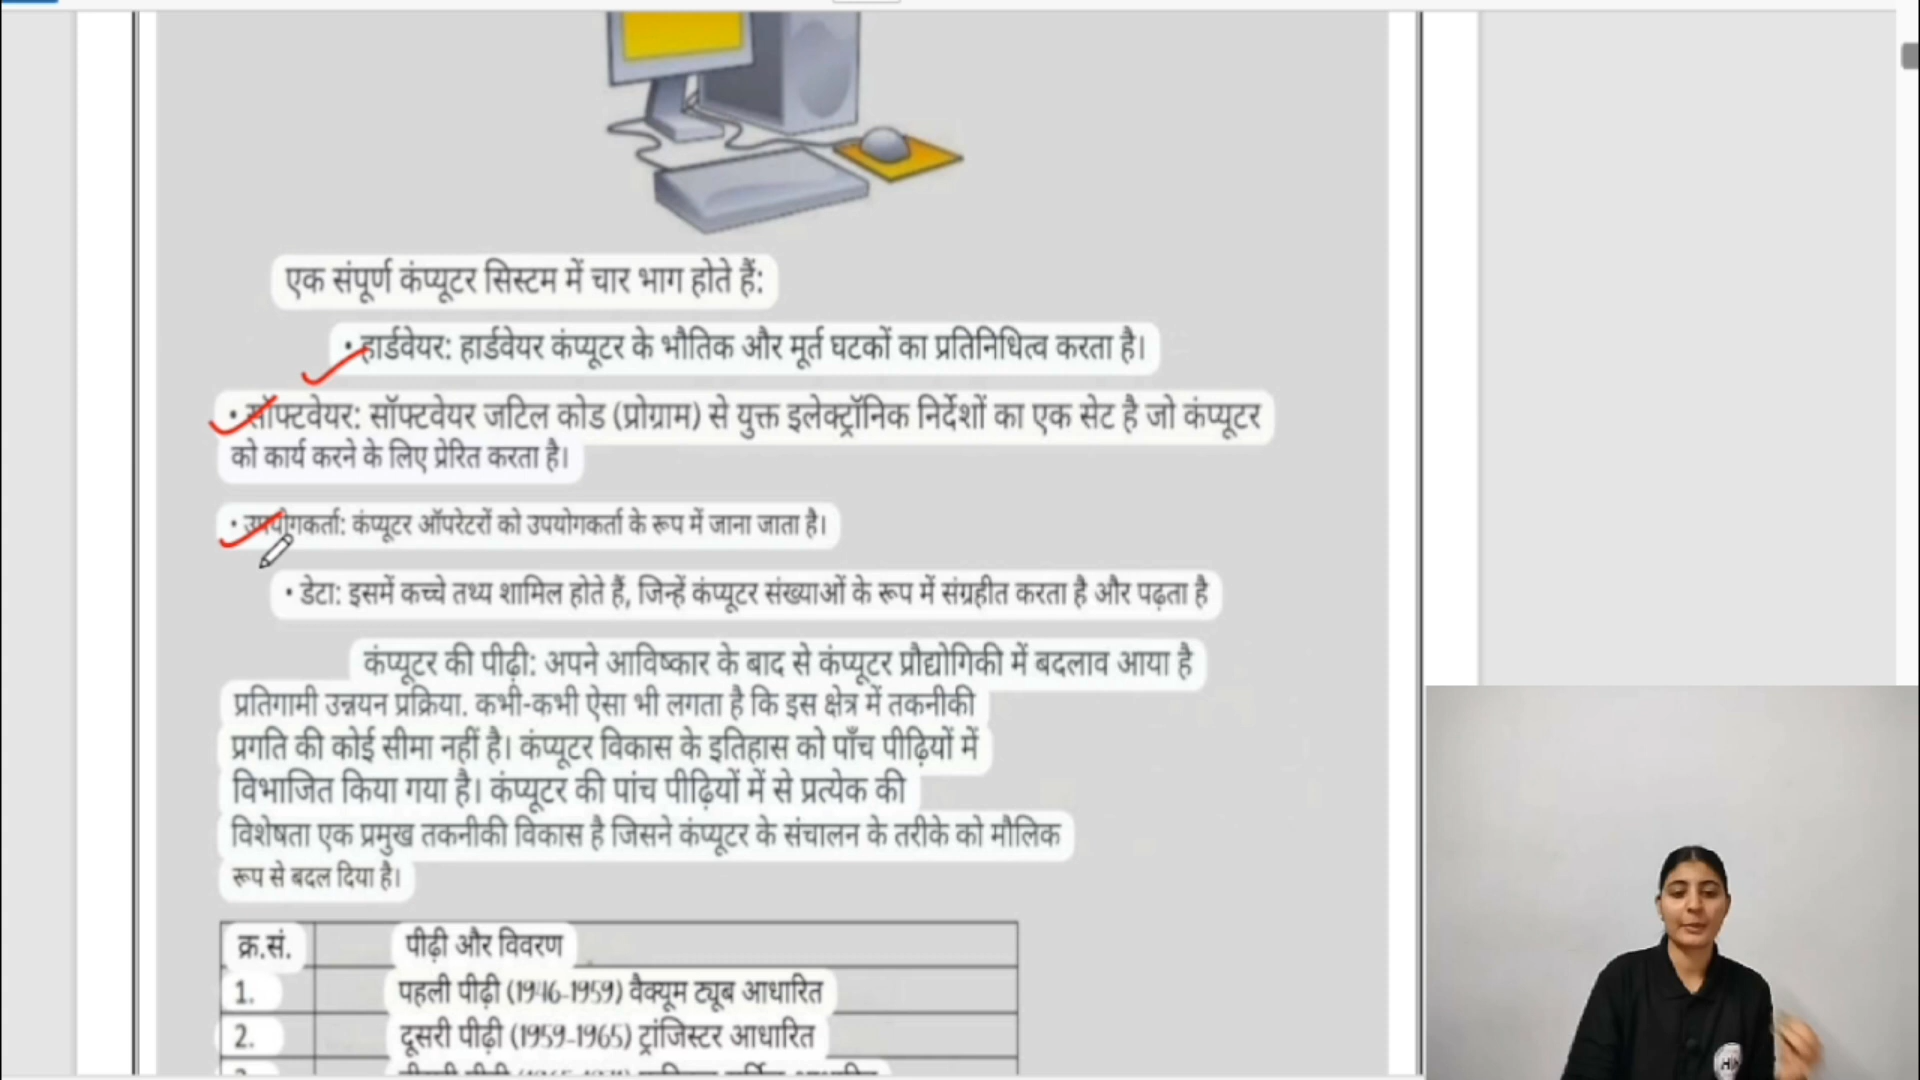 एक संपूर्ण कंप्यूटर सिस्टम में चार भाग होते हैं:
• हार्डवेयर: हार्डवेयर कंप्यूटर के भौतिक और मूर्त घटकों का प्रतिनिधित्व करता है।
• सॉफ्टवेयर: सॉफ्टवेयर जटिल कोड (प्रोग्राम) से युक्त इलेक्ट्रॉनिक निर्देशों का एक सेट है जो कंप्यूटर
को कार्य करने के लिए प्रेरित करता है।
• उपयोगकर्ता: कंप्यूटर ऑपरेटरों को उपयोगकर्ता के रूप में जाना जाता है।
• डेटा: इसमें कच्चे तथ्य शामिल होते हैं, जिन्हें कंप्यूटर संख्याओं के रूप में संग्रहीत करता है और पढ़ता है
कंप्यूटर की पीढ़ी: अपने आविष्कार के बाद से कंप्यूटर प्रौद्योगिकी में बदलाव आया है
प्रतिगामी उन्नयन प्रक्रिया. कभी-कभी ऐसा भी लगता है कि इस क्षेत्र में तकनीकी
प्रगति की कोई सीमा नहीं है। कंप्यूटर विकास के इतिहास को पाँच पीढ़ियों में
विभाजित किया गया है। कंप्यूटर की पांच पीढ़ियों में से प्रत्येक की
विशेषता एक प्रमुख तकनीकी विकास है जिसने कंप्यूटर के संचालन के तरीके को मौलिक
रूप से बदल दिया है।
क्र.सं. पीढ़ी और विवरण
1. पहली पीढ़ी (1946-1959) वैक्यूम ट्यूब आधारित
2. दूसरी पीढ़ी (1959-1965) ट्रांजिस्टर आधारित